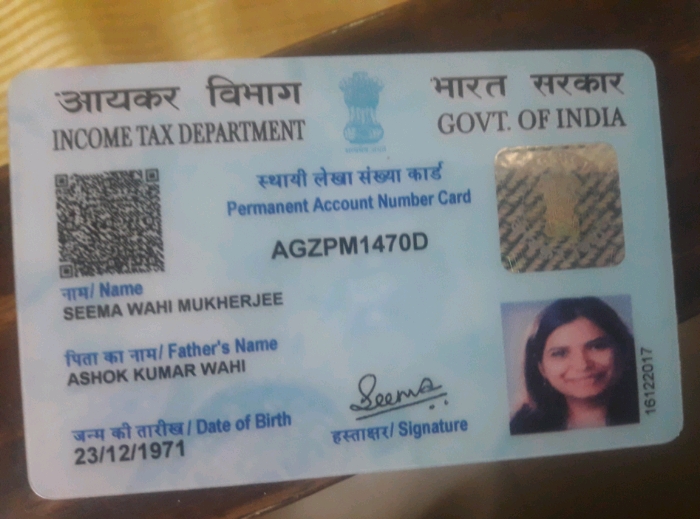 आयकर विभाग
INCOME TAX DEPARTMENT
भारत सरकार
GOVT. OF INDIA
स्थायी लेखा संख्या कार्ड
Permanent Account Number Card
AGZPM1470D
नाम/ Name
SEEMA WAHI MUKHERJEE
पिता का नाम/ Father's Name
ASHOK KUMAR WAHI
जन्म की तारीख/ Date of Birth
23/12/1971
Seema
हस्ताक्षर/ Signature
16122017